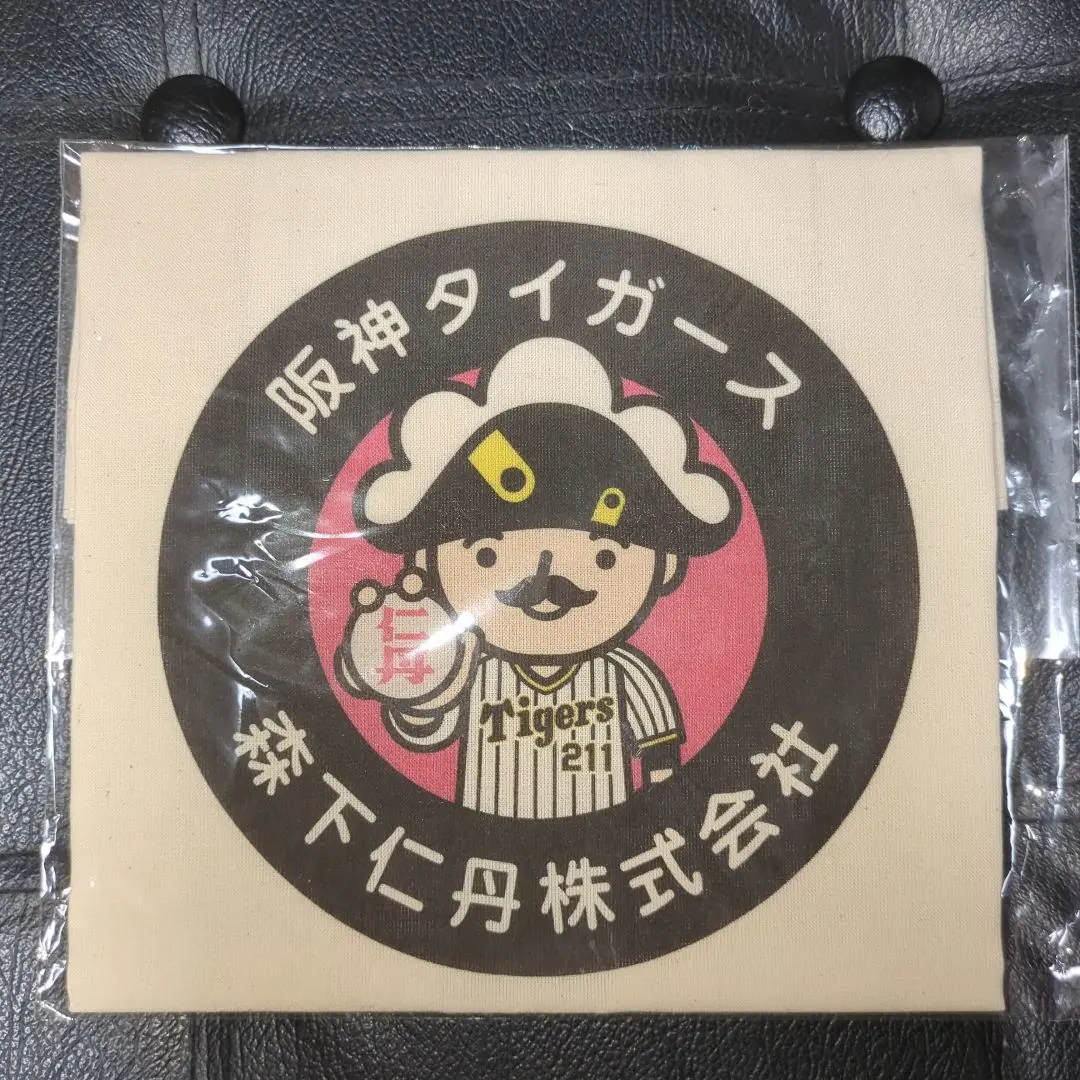 阪神タイガース
仁丹
Tigers
211
森下仁丹株式会社